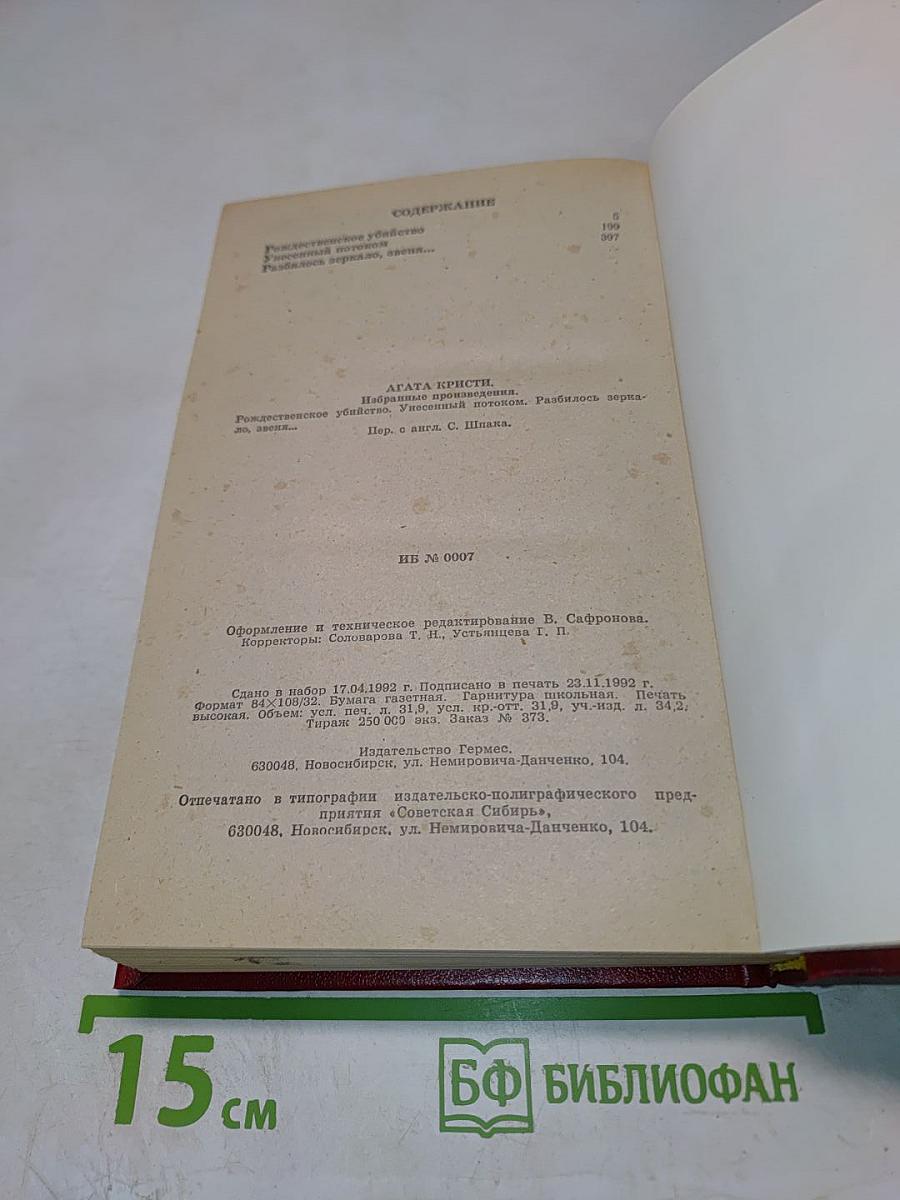 СОДЕРЖАНИЕ
Рождественское убийство 5
Унесенный потоком 199
Разбилось зеркало, звеня... 397
АГАТА КРИСТИ.
Избранные произведения.
Рождественское убийство. Унесенный потоком. Разбилось зерка-
ло, звеня...
Пер. с англ. С. Шпака.
ИБ № 0007
Оформление и техническое редактирование В. Сафронова.
Корректоры: Соловарова Т. Н., Устьянцева Г. П.
Сдано в набор 17.04.1992 г. Подписано в печать 23.11.1992 г.
Формат 84×108/32. Бумага газетная. Гарнитура школьная. Печать
высокая. Объем: усл. печ. л. 31,9, усл. кр.-отт. 31,9, уч.-изд. л. 34,2,
Тираж 250 000 экз. Заказ № 373.
Издательство Гермес.
630048, Новосибирск, ул. Немировича-Данченко, 104.
Отпечатано в типографии издательско-полиграфического пред-
приятия «Советская Сибирь»,
630048, Новосибирск, ул. Немировича-Данченко, 104.
15 см
БФ БИБЛИОФАН